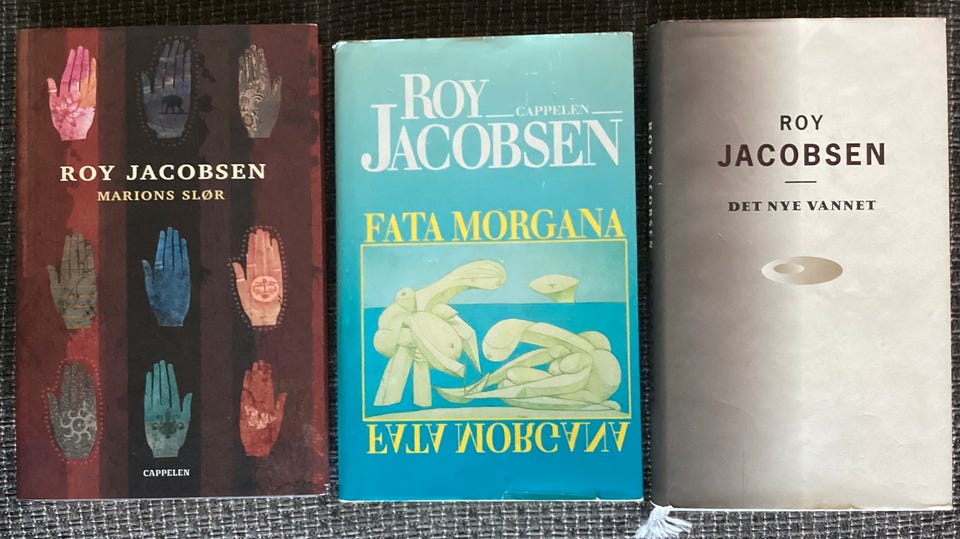 ROY JACOBSEN
MARIONS SLØR
CAPPELEN
ROY
CAPPELEN
JACOBSEN
FATA MORGANA
FATA MORGANA
ROY
JACOBSEN
DET NYE VANNET